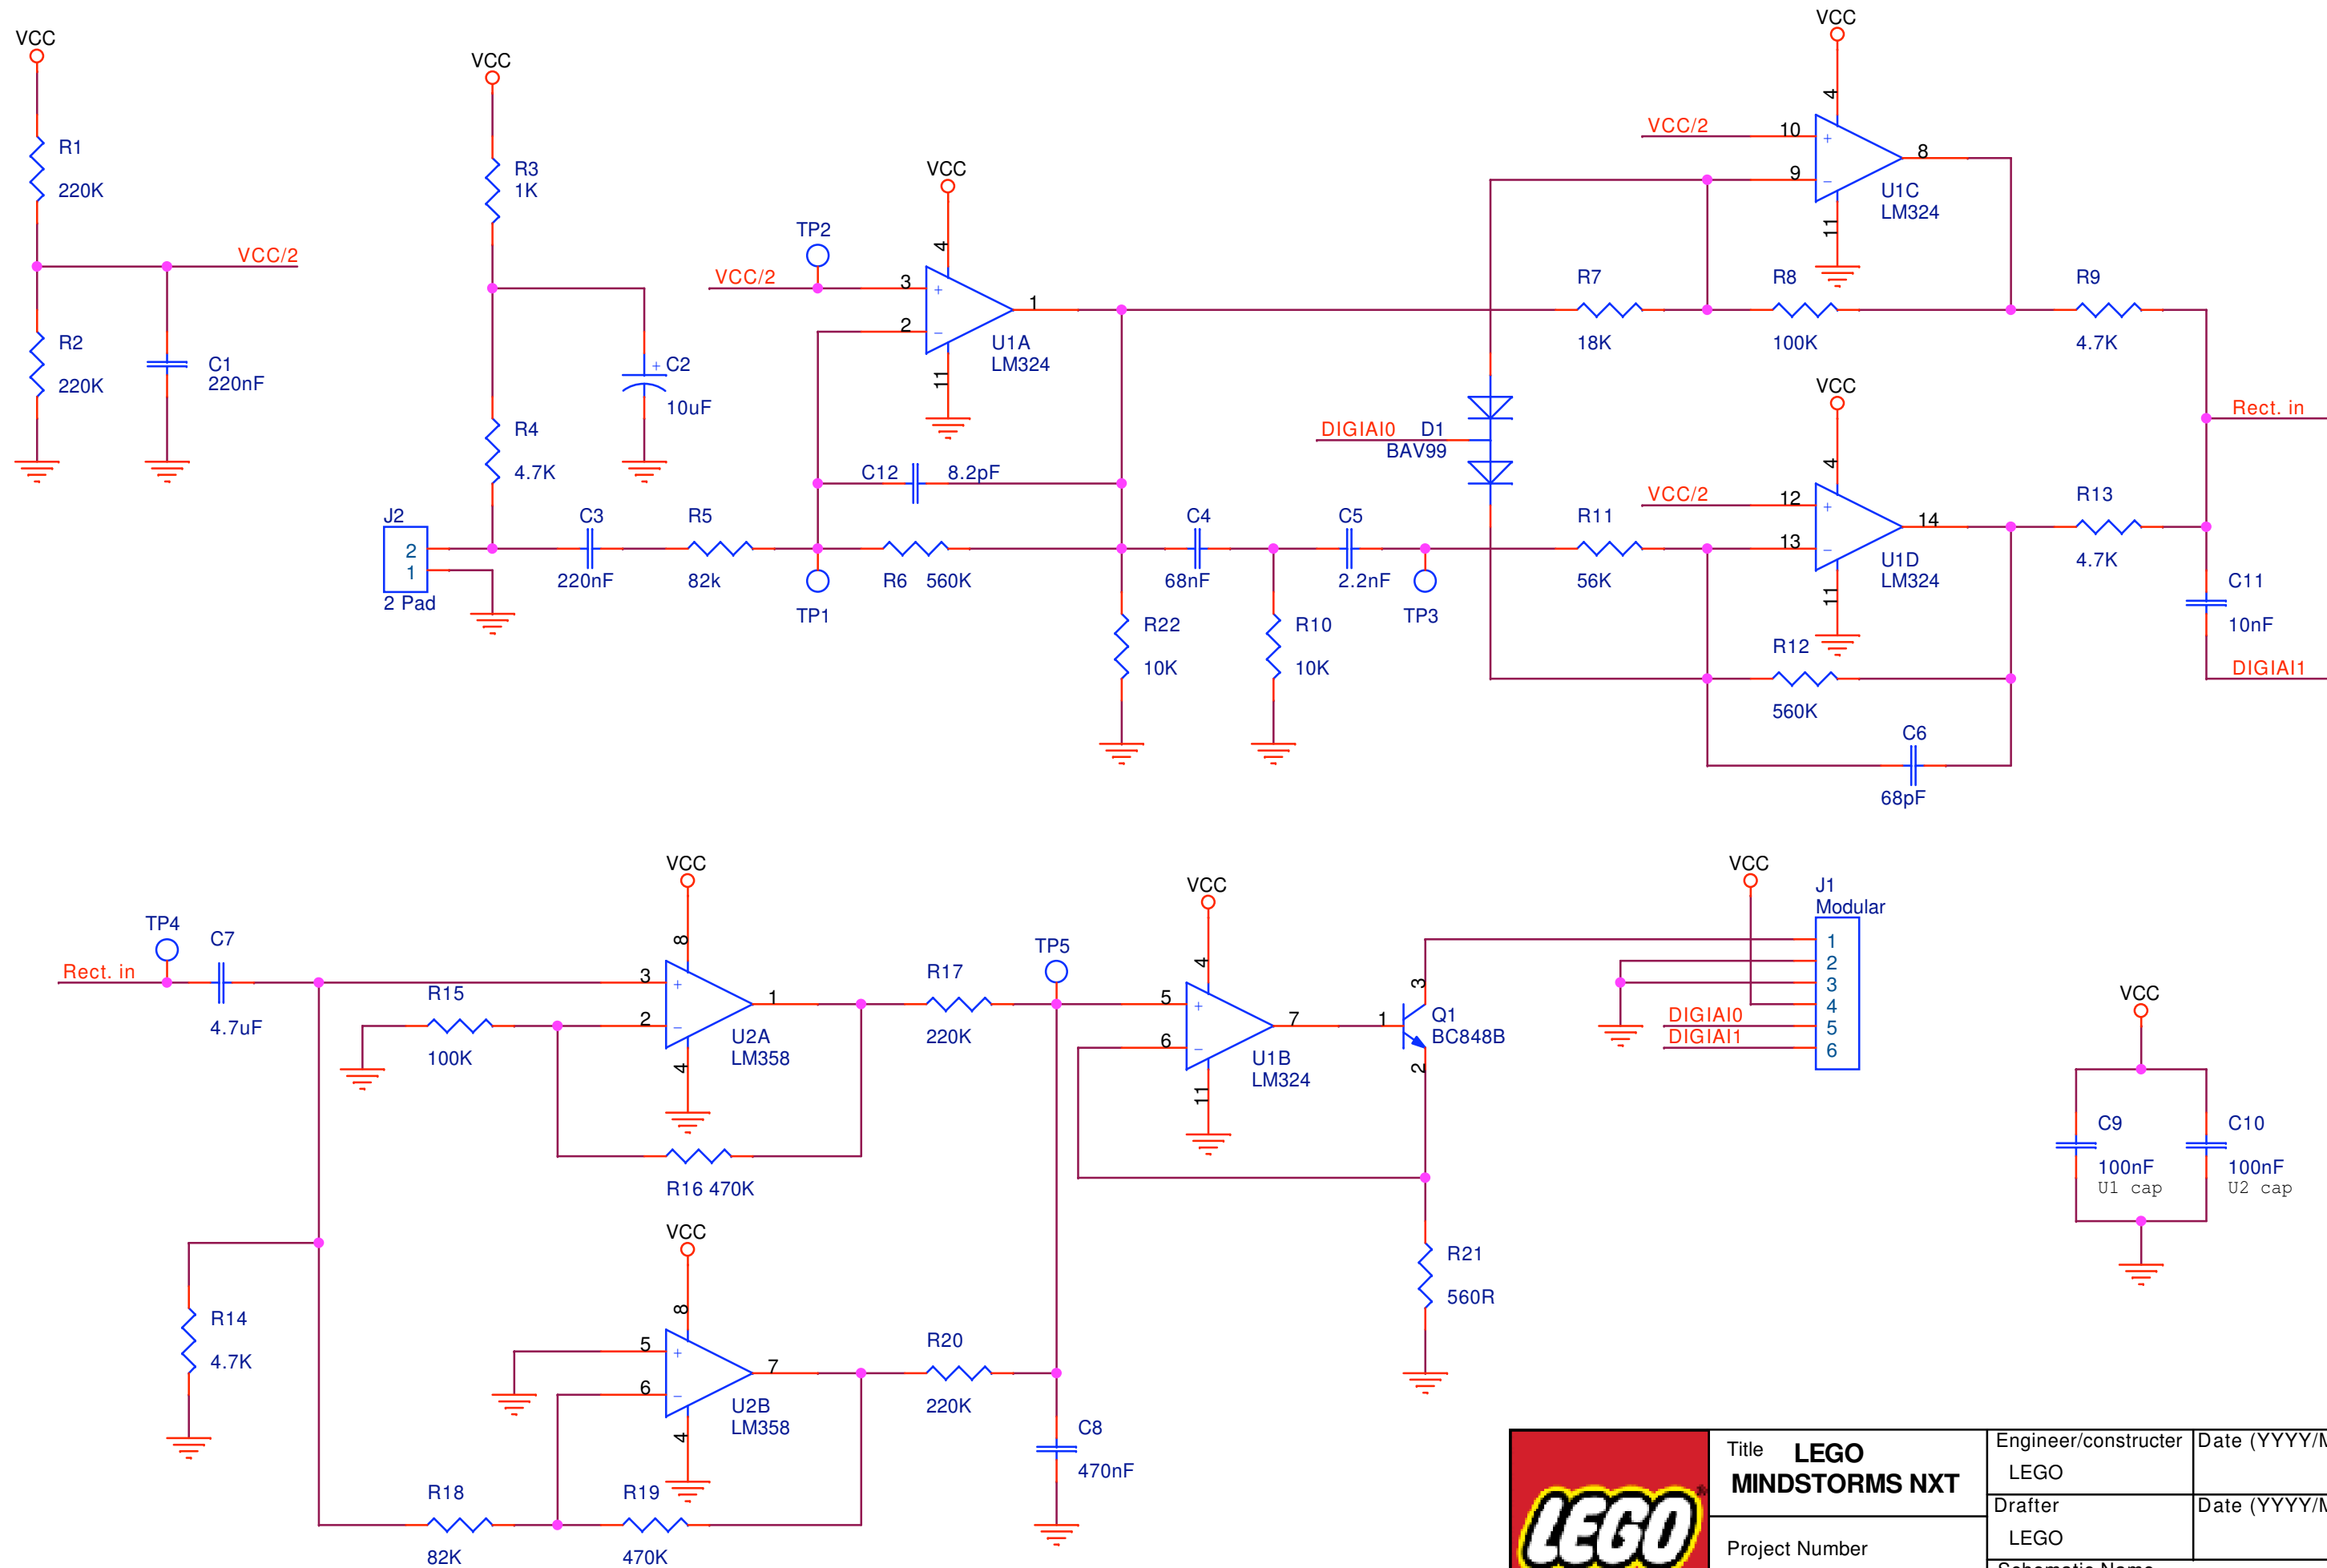 VCC
R1
220K
VCC/2
R2
220K
C1
220nF
VCC
R3
1K
+ C2
10uF
R4
4.7K
J2
2
1
2 Pad
C3
220nF
R5
82k
VCC
TP2
VCC/2
3
+
2
−
4
11
1
U1A
LM324
C12
8.2pF
R6
560K
TP1
C4
68nF
R22
10K
C5
2.2nF
R10
10K
TP3
VCC
4
VCC/2
10
+
9
−
8
11
U1C
LM324
R7
18K
R8
100K
R9
4.7K
DIGIAI0
D1
BAV99
Rect. in
VCC
4
VCC/2
12
+
13
−
14
11
U1D
LM324
R11
56K
R12
560K
C6
68pF
R13
4.7K
C11
10nF
DIGIAI1
TP4
Rect. in
C7
4.7uF
R15
100K
VCC
8
3
+
2
−
1
4
U2A
LM358
R16 470K
R17
220K
TP5
R14
4.7K
VCC
8
5
+
6
−
7
4
U2B
LM358
R18
82K
R19
470K
R20
220K
C8
470nF
VCC
4
5
+
6
−
7
11
U1B
LM324
1
3
2
Q1
BC848B
R21
560R
VCC
J1
Modular
1
2
3
4
5
6
DIGIAI0
DIGIAI1
VCC
C9
100nF
U1 cap
C10
100nF
U2 cap
LEGO
®
Title
LEGO
MINDSTORMS NXT
Project Number
Engineer/constructer
LEGO
Date (YYYY/M
Drafter
LEGO
Date (YYYY/M
Schematic Name